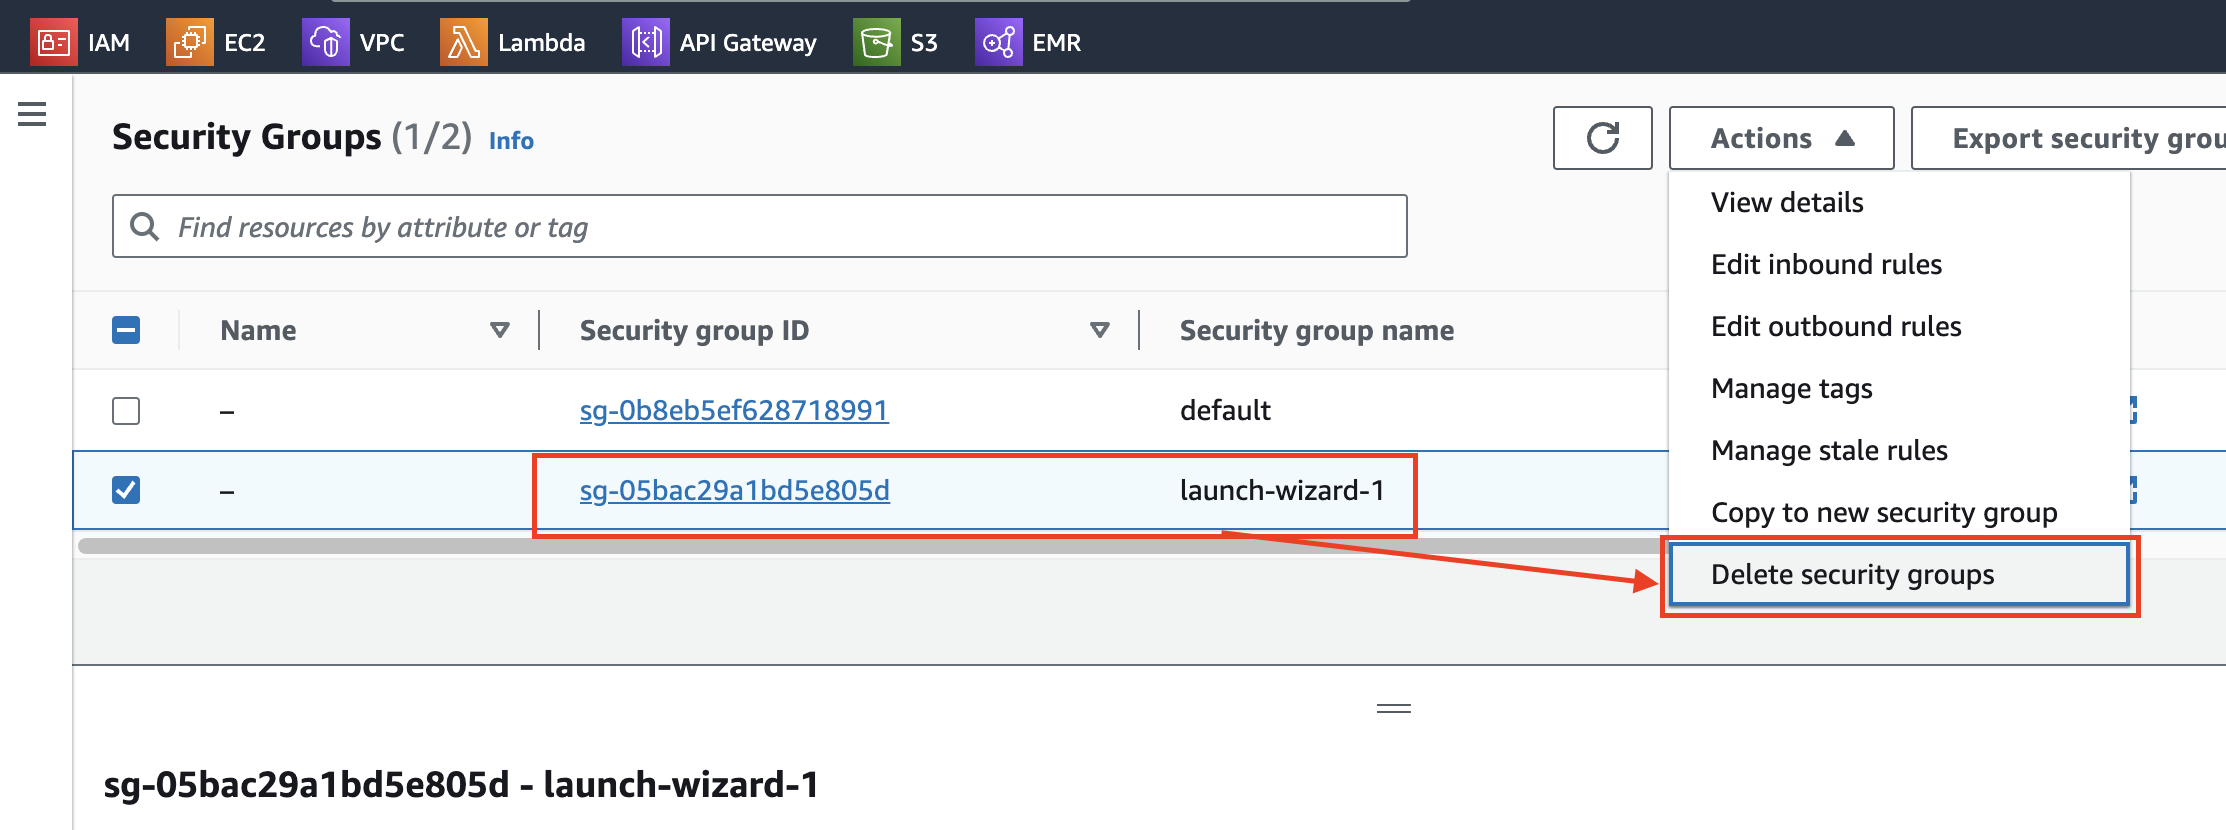 IAM EC2 VPC Lambda API Gateway S3 EMR
Security Groups (1/2) Info
Actions Export security
Find resources by attribute or tag
View details
Edit inbound rules
Edit outbound rules
Manage tags
Manage stale rules
Copy to new security group
Delete security groups
Name Security group ID Security group name
– sg-0b8eb5ef628718991 default
– sg-05bac29a1bd5e805d launch-wizard-1
sg-05bac29a1bd5e805d - launch-wizard-1